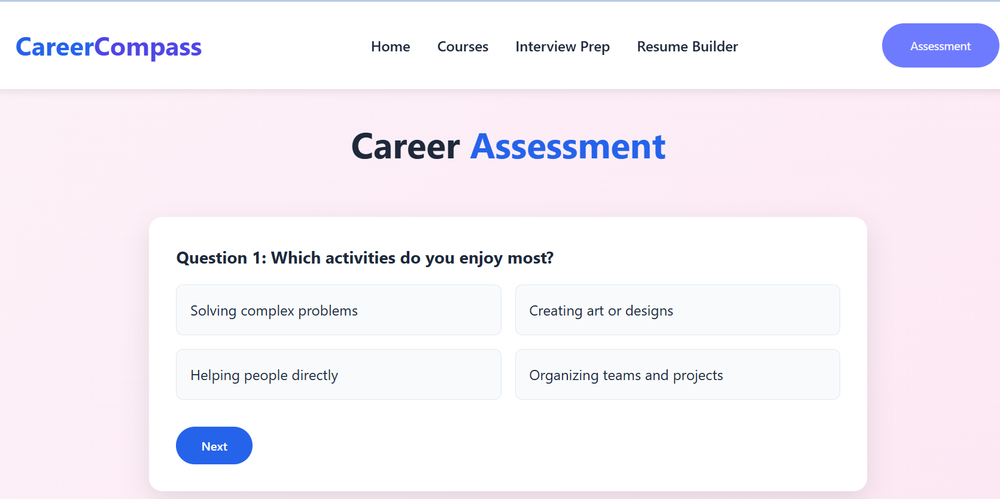 CareerCompass
Home Courses Interview Prep Resume Builder Assessment
Career Assessment
Question 1: Which activities do you enjoy most?
Solving complex problems
Creating art or designs
Helping people directly
Organizing teams and projects
Next